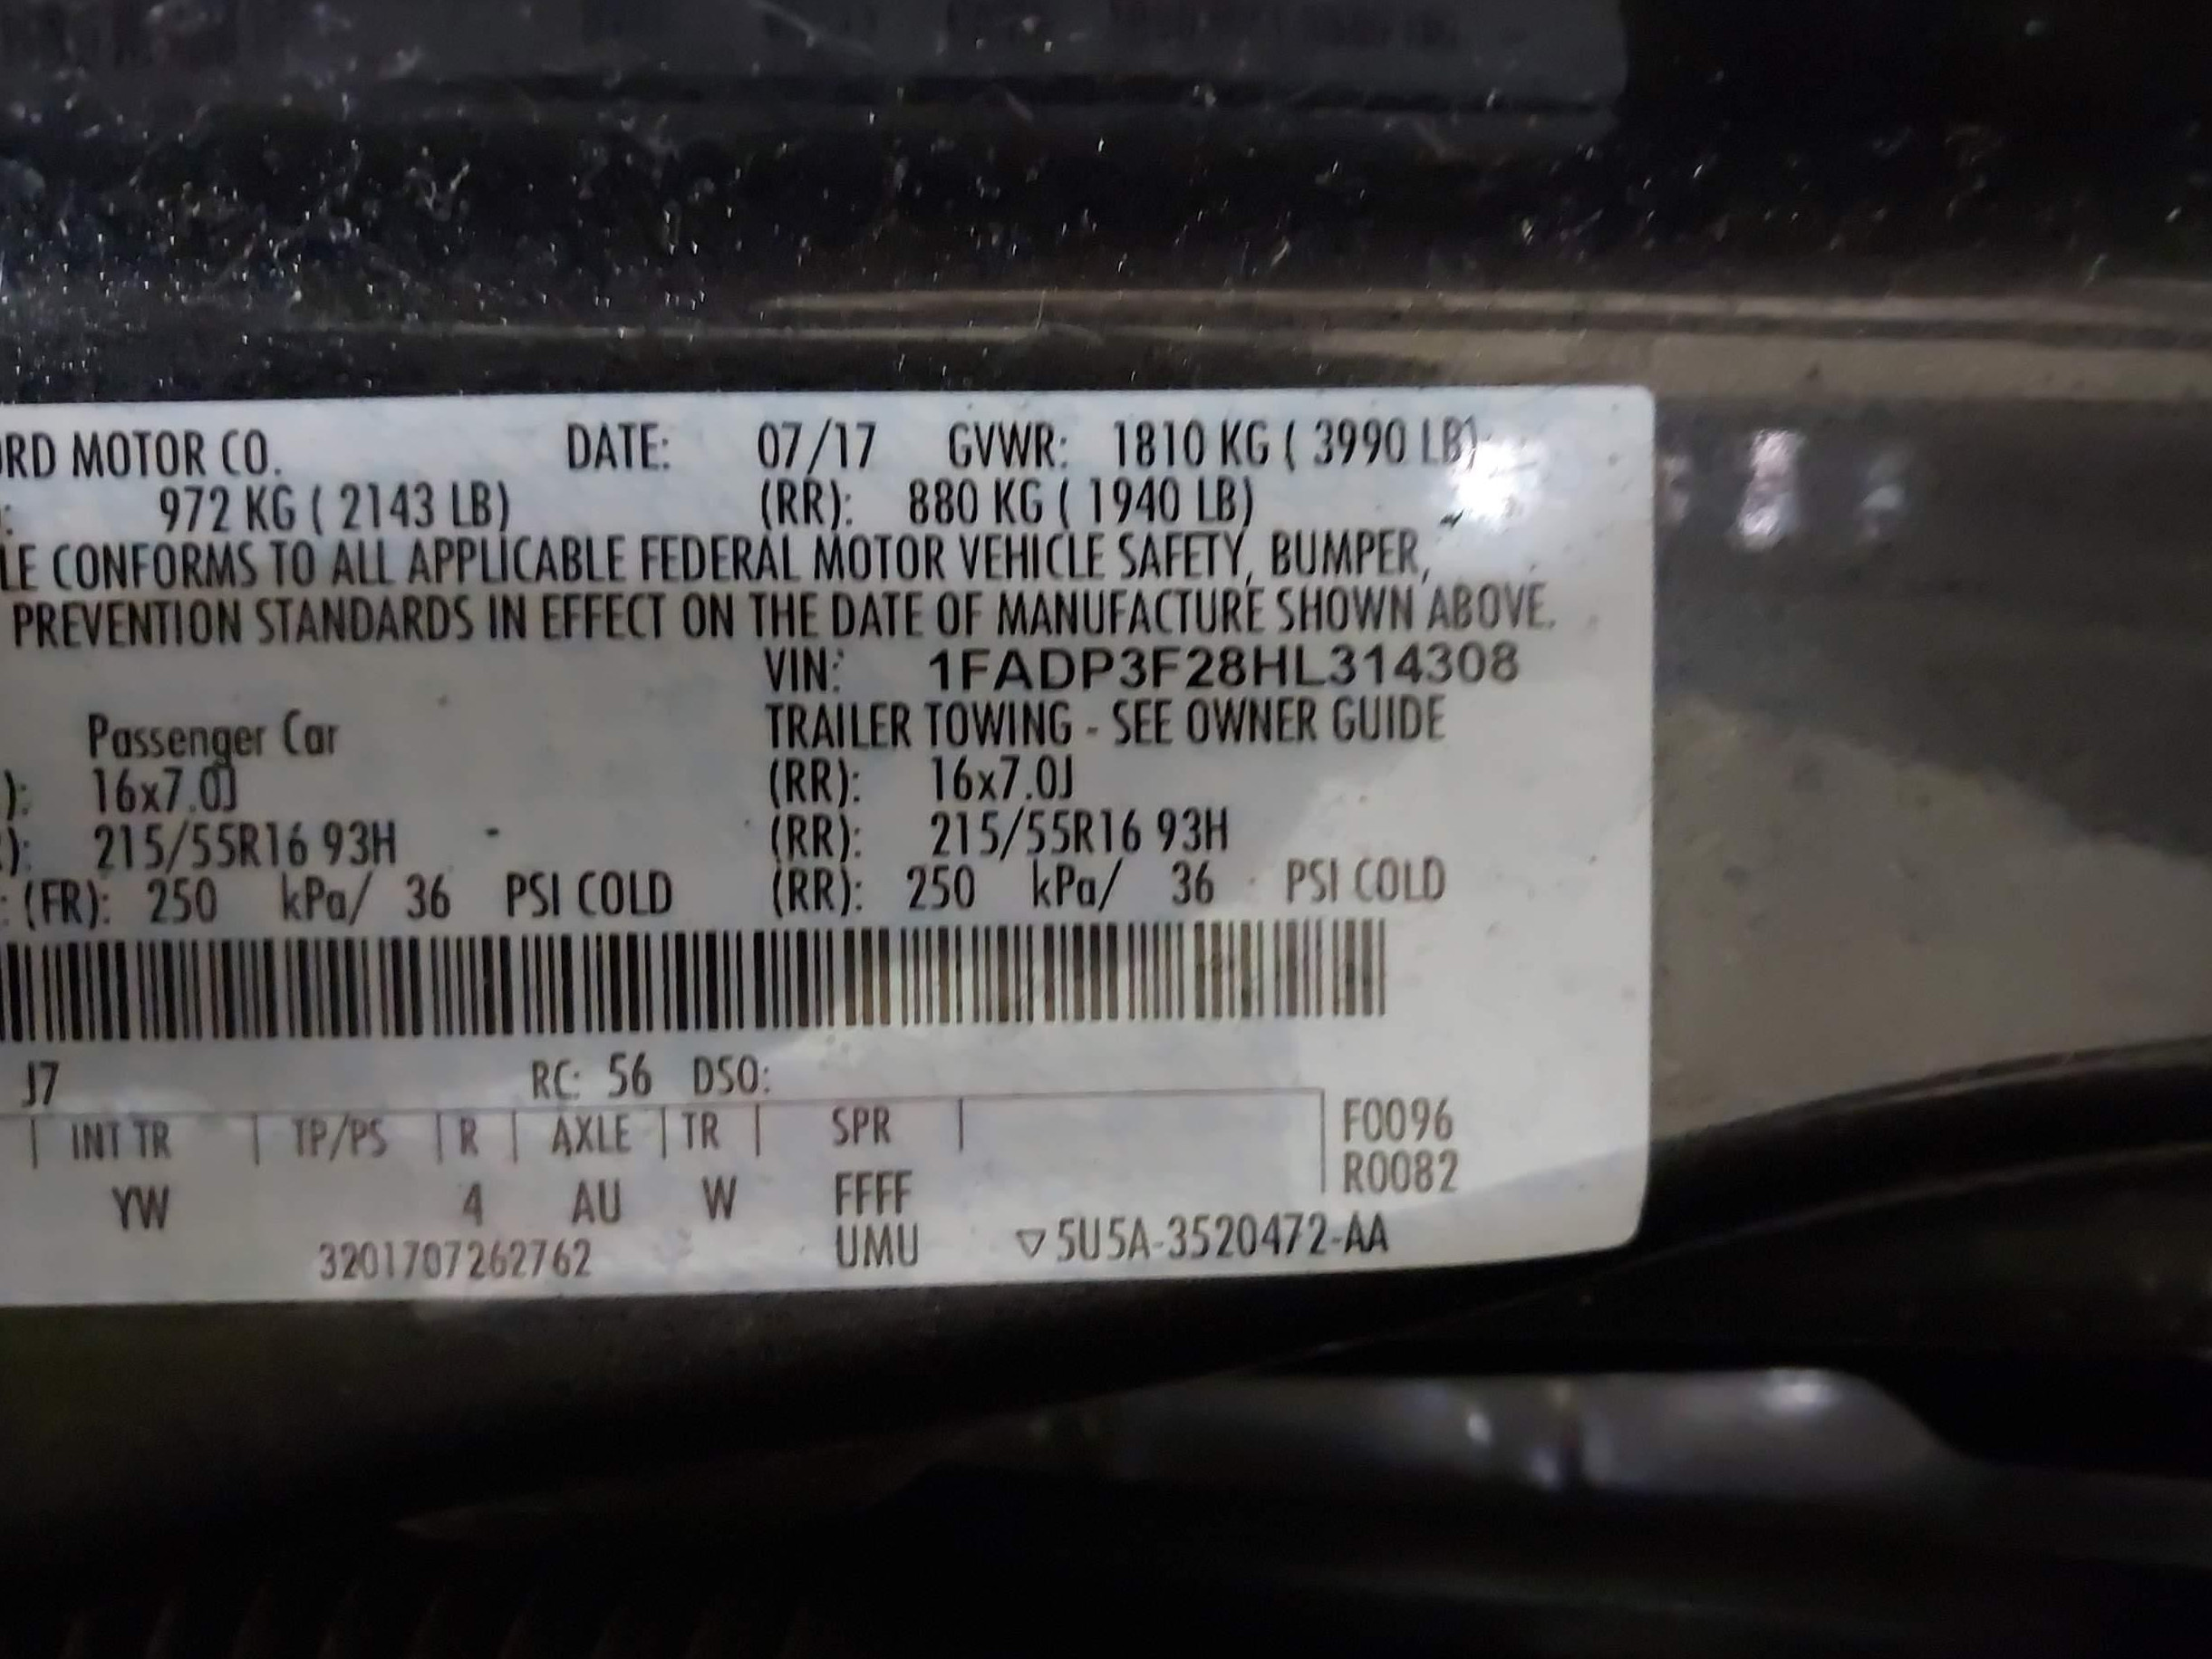 RD MOTOR CO. DATE: 07/17 GVWR: 1810 KG ( 3990 LB)
: 972 KG ( 2143 LB) (RR): 880 KG ( 1940 LB)
LE CONFORMS TO ALL APPLICABLE FEDERAL MOTOR VEHICLE SAFETY, BUMPER,
PREVENTION STANDARDS IN EFFECT ON THE DATE OF MANUFACTURE SHOWN ABOVE.
VIN: 1FADP3F28HL314308
Passenger Car TRAILER TOWING - SEE OWNER GUIDE
): 16x7.0J (RR): 16x7.0J
): 215/55R16 93H (RR): 215/55R16 93H
: (FR): 250 kPa/ 36 PSI COLD (RR): 250 kPa/ 36 PSI COLD
J7 RC: 56 DSO:
| INT TR | TP/PS | R | AXLE | TR | SPR | F0096
R0082
YW 4 AU W FFFF
3201707262762 UMU ▽5U5A-3520472-AA